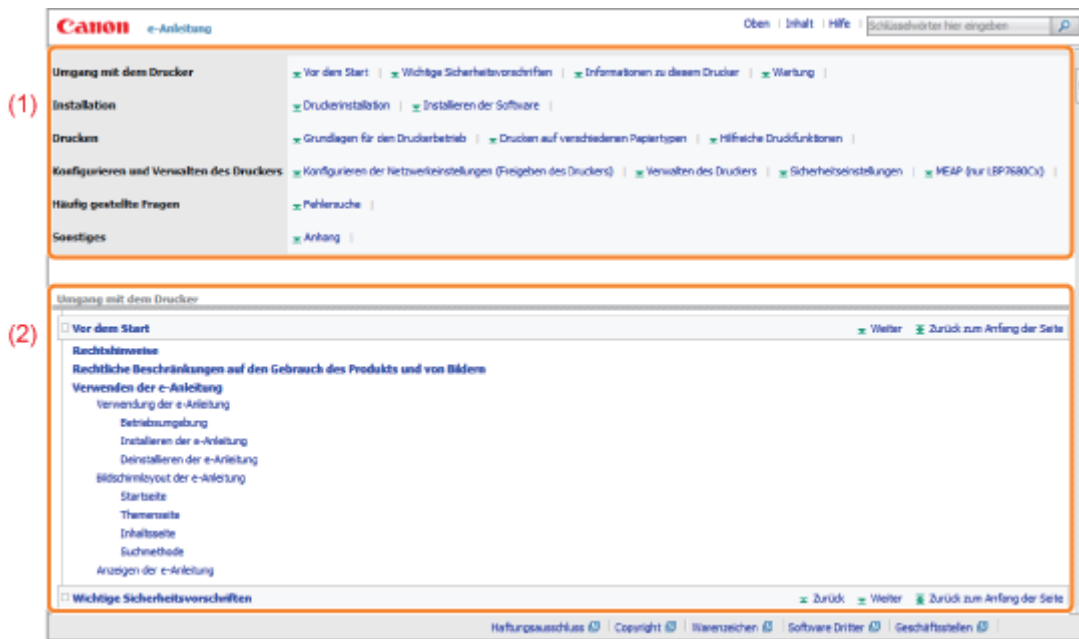 Canon e-Anleitung Oben Inhalt Hilfe Schlüsselwörter hier eingeben
(1)
Umgang mit dem Drucker Vor dem Start Wichtige Sicherheitsvorschriften Informationen zu diesem Drucker Wartung
Installation Druckerinstallation Installieren der Software
Drucken Grundlagen für den Druckerbetrieb Drucken auf verschiedenen Papiertypen Hilfreiche Druckfunktionen
Konfigurieren und Verwalten des Druckers Konfigurieren der Netzwerkeinstellungen (Freigeben des Druckers) Verwalten des Druckers Sicherheitseinstellungen MEAP (nur LBP7680Cx)
Häufig gestellte Fragen Fehlersuche
Sonstiges Anhang
(2)
Umgang mit dem Drucker
Vor dem Start Weiter Zurück zum Anfang der Seite
Rechtshinweise
Rechtliche Beschränkungen auf den Gebrauch des Produkts und von Bildern
Verwenden der e-Anleitung
Verwendung der e-Anleitung
Betriebsumgebung
Installieren der e-Anleitung
Deinstallieren der e-Anleitung
Bildschirmlayout der e-Anleitung
Startseite
Themenseite
Inhaltsseite
Suchmethode
Anzeigen der e-Anleitung
Wichtige Sicherheitsvorschriften Zurück Weiter Zurück zum Anfang der Seite
Haftungsausschluss Copyright Warenzeichen Software Dritter Geschäftsstellen